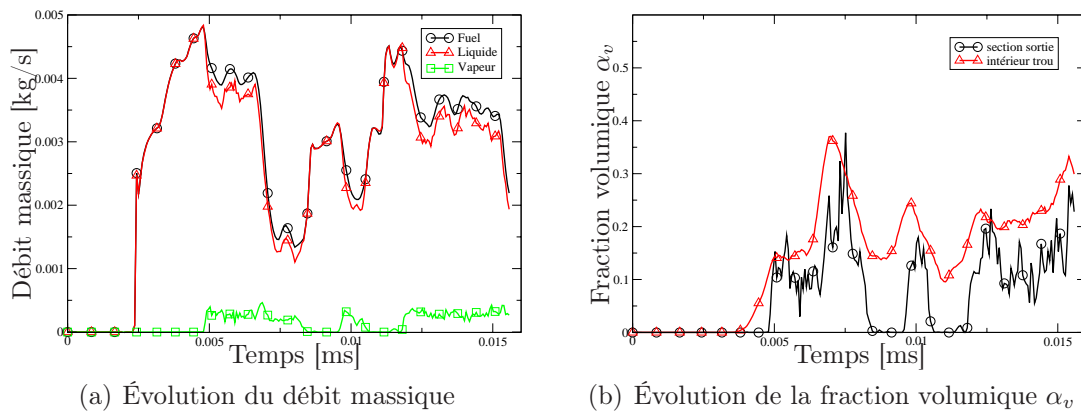 0.005
0.004
0.003
0.002
0.001
0
Débit massique [kg/s]
Fuel
Liquide
Vapeur
0 0.005 0.01 0.015
Temps [ms]
(a) Évolution du débit massique
0.5
0.4
0.3
0.2
0.1
0
Fraction volumique αv
section sortie
intérieur trou
0 0.005 0.01 0.015
Temps [ms]
(b) Évolution de la fraction volumique αv